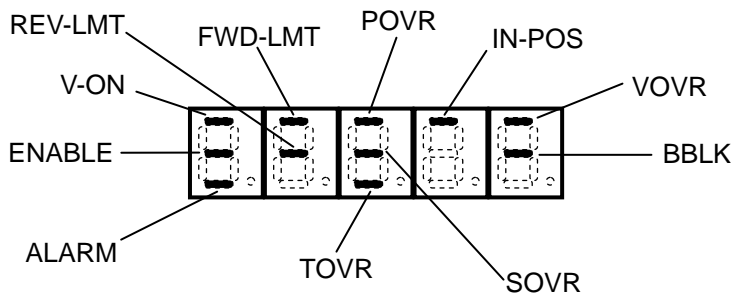 REV-LMT
FWD-LMT
POVR
IN-POS
V-ON
VOVR
ENABLE
BBLK
ALARM
TOVR
SOVR